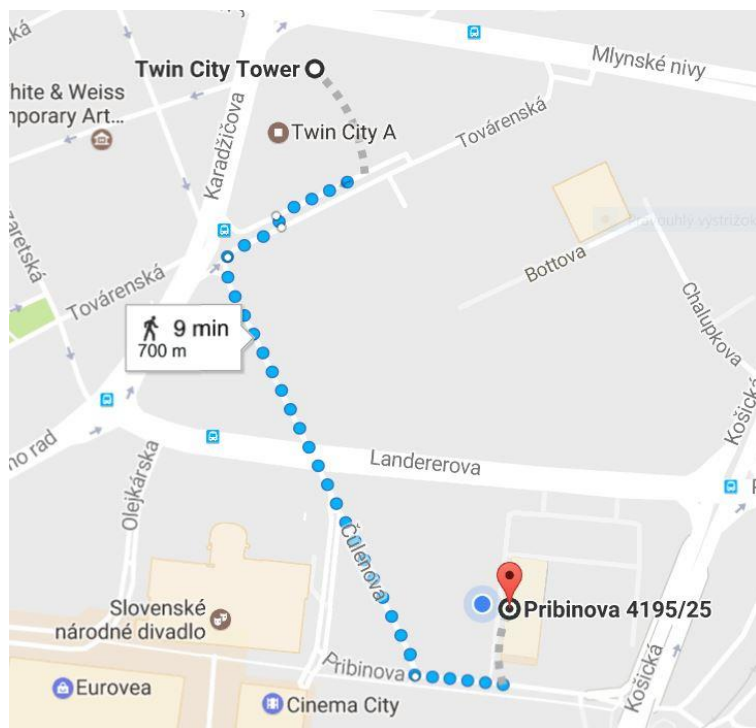 Mlynské nivy
Twin City Tower
hite & Weiss
mporary Art...
Karadžičova
Twin City A
Továrenská
Bottova
Továrenská
Chalupkova
9 min
700 m
Košická
Landererova
Olejkárska
Čulenova
Slovenské
národné divadlo
Pribinova 4195/25
Pribinova
Košická
Eurovea
Cinema City